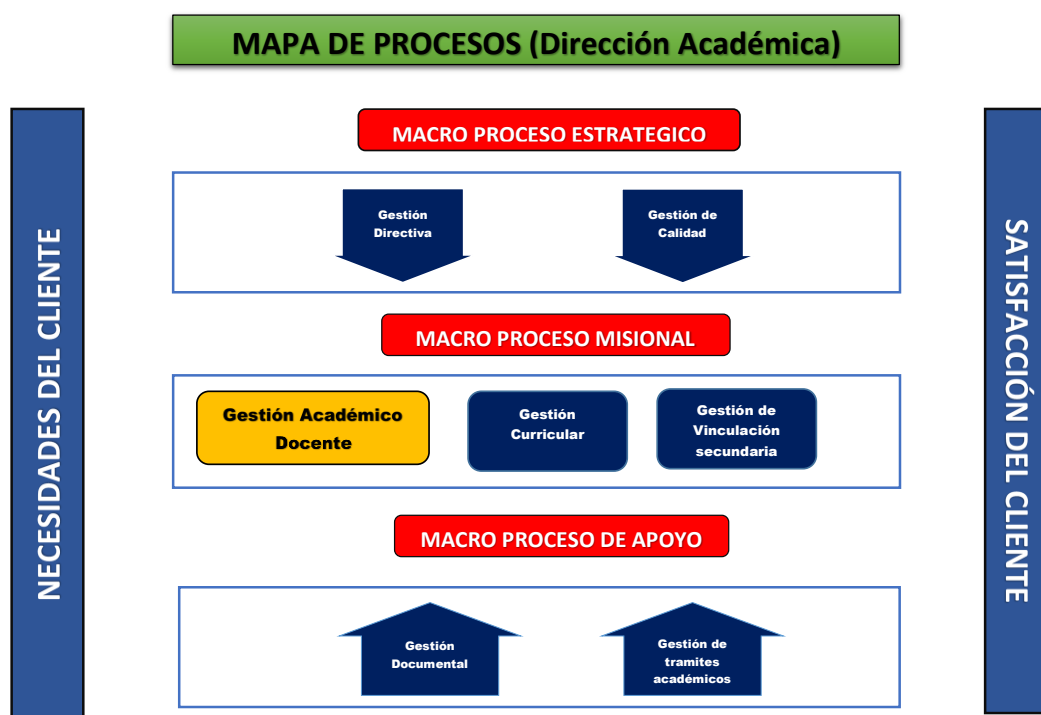 MAPA DE PROCESOS (Dirección Académica)
NECESIDADES DEL CLIENTE
MACRO PROCESO ESTRATEGICO
Gestión
Directiva
Gestión de
Calidad
MACRO PROCESO MISIONAL
Gestión Académico
Docente
Gestión
Curricular
Gestión de
Vinculación
secundaria
MACRO PROCESO DE APOYO
Gestión
Documental
Gestión de
tramites
académicos
SATISFACCIÓN DEL CLIENTE